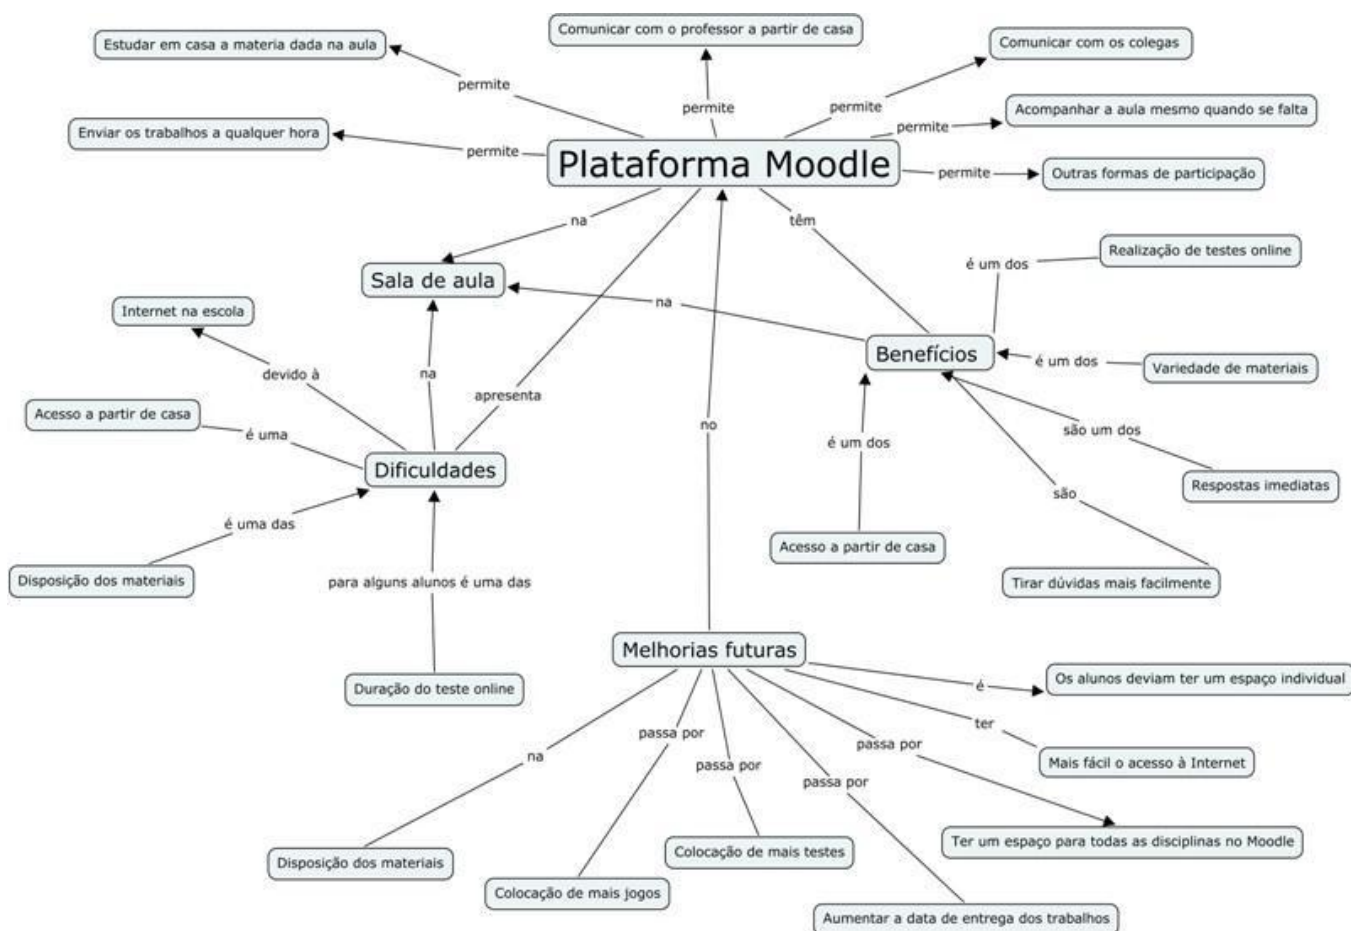 Comunicar com o professor a partir de casa
Estudar em casa a materia dada na aula
Comunicar com os colegas
permite
permite
permite
permite
Acompanhar a aula mesmo quando se falta
Enviar os trabalhos a qualquer hora
permite
permite
Outras formas de participação
Plataforma Moodle
na
têm
Sala de aula
Realização de testes online
é um dos
Internet na escola
na
Benefícios
é um dos
Variedade de materiais
devido à
na
apresenta
Acesso a partir de casa
é uma
no
são um dos
é um dos
Dificuldades
Respostas imediatas
são
é uma das
Acesso a partir de casa
Disposição dos materiais
para alguns alunos é uma das
Tirar dúvidas mais facilmente
Melhorias futuras
Duração do teste online
é
Os alunos deviam ter um espaço individual
ter
passa por
passa por
na
passa por
passa por
Mais fácil o acesso à Internet
Ter um espaço para todas as disciplinas no Moodle
Disposição dos materiais
Colocação de mais testes
Colocação de mais jogos
Aumentar a data de entrega dos trabalhos